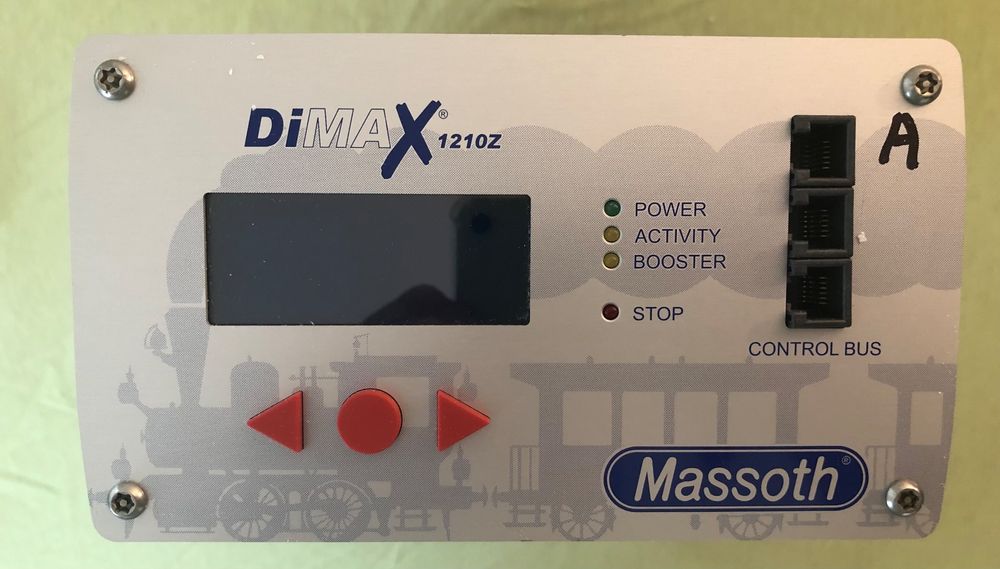 DiMAX® 1210Z
A
POWER
ACTIVITY
BOOSTER
STOP
CONTROL BUS
Massoth®